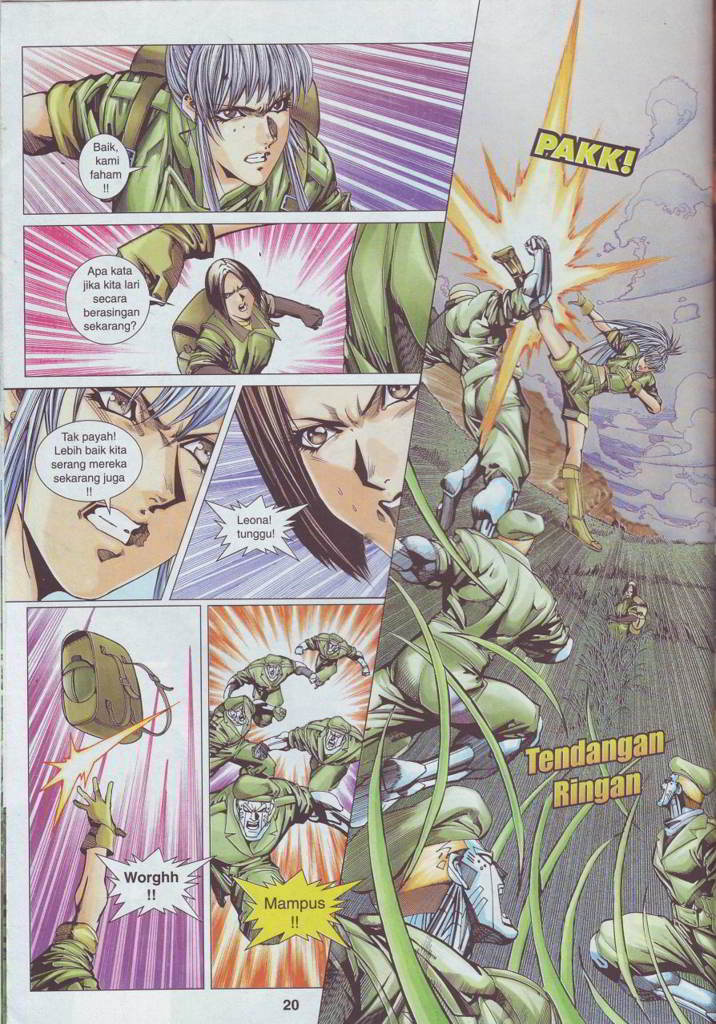 Baik,
kami
faham
!!
Apa kata
jika kita lari
secara
berasingan
sekarang?
Tak payah!
Lebih baik kita
serang mereka
sekarang juga
!!
Leona!
tunggu!
Worghh
!!
Mampus
!!
PAKK!
Tendangan
Ringan
20